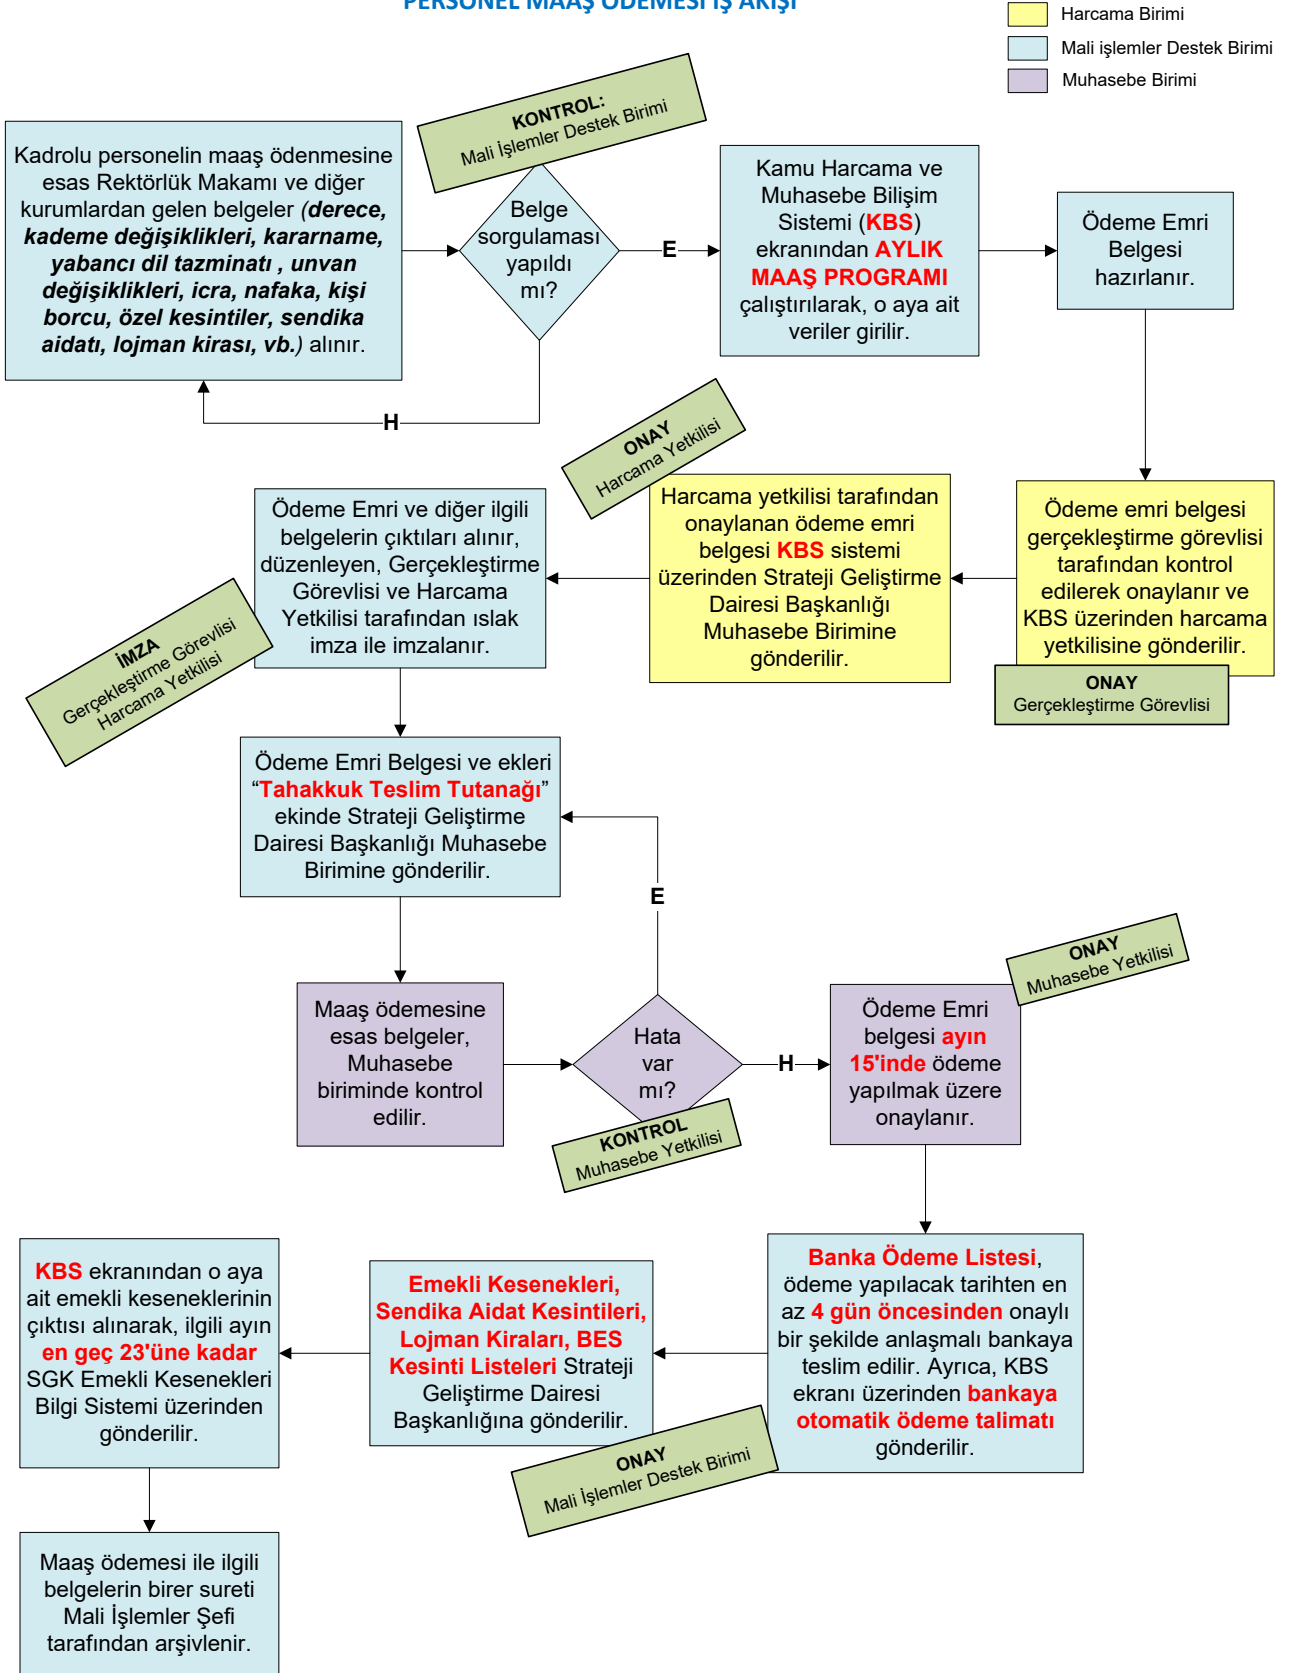 PERSONEL MAAŞ ÖDEMESİ İŞ AKIŞI
Harcama Birimi
Mali işlemler Destek Birimi
Muhasebe Birimi
KONTROL:
Mali İşlemler Destek Birimi
Kadrolu personelin maaş ödenmesine
esas Rektörlük Makamı ve diğer
kurumlardan gelen belgeler (derece,
kademe değişiklikleri, kararname,
yabancı dil tazminatı , unvan
değişiklikleri, icra, nafaka, kişi
borcu, özel kesintiler, sendika
aidatı, lojman kirası, vb.) alınır.
Belge
sorgulaması
yapıldı
mı?
E
H
Kamu Harcama ve
Muhasebe Bilişim
Sistemi (KBS)
ekranından AYLIK
MAAŞ PROGRAMI
çalıştırılarak, o aya ait
veriler girilir.
Ödeme Emri
Belgesi
hazırlanır.
Ödeme emri belgesi
gerçekleştirme görevlisi
tarafından kontrol
edilerek onaylanır ve
KBS üzerinden harcama
yetkilisine gönderilir.
ONAY
Gerçekleştirme Görevlisi
ONAY
Harcama Yetkilisi
Harcama yetkilisi tarafından
onaylanan ödeme emri
belgesi KBS sistemi
üzerinden Strateji Geliştirme
Dairesi Başkanlığı
Muhasebe Birimine
gönderilir.
Ödeme Emri ve diğer ilgili
belgelerin çıktıları alınır,
düzenleyen, Gerçekleştirme
Görevlisi ve Harcama
Yetkilisi tarafından ıslak
imza ile imzalanır.
İMZA
Gerçekleştirme Görevlisi
Harcama Yetkilisi
Ödeme Emri Belgesi ve ekleri
“Tahakkuk Teslim Tutanağı”
ekinde Strateji Geliştirme
Dairesi Başkanlığı Muhasebe
Birimine gönderilir.
E
Maaş ödemesine
esas belgeler,
Muhasebe
biriminde kontrol
edilir.
Hata
var
mı?
KONTROL
Muhasebe Yetkilisi
H
ONAY
Muhasebe Yetkilisi
Ödeme Emri
belgesi ayın
15'inde ödeme
yapılmak üzere
onaylanır.
Banka Ödeme Listesi,
ödeme yapılacak tarihten en
az 4 gün öncesinden onaylı
bir şekilde anlaşmalı bankaya
teslim edilir. Ayrıca, KBS
ekranı üzerinden bankaya
otomatik ödeme talimatı
gönderilir.
Emekli Kesenekleri,
Sendika Aidat Kesintileri,
Lojman Kiraları, BES
Kesinti Listeleri Strateji
Geliştirme Dairesi
Başkanlığına gönderilir.
ONAY
Mali İşlemler Destek Birimi
KBS ekranından o aya
ait emekli keseneklerinin
çıktısı alınarak, ilgili ayın
en geç 23'üne kadar
SGK Emekli Kesenekleri
Bilgi Sistemi üzerinden
gönderilir.
Maaş ödemesi ile ilgili
belgelerin birer sureti
Mali İşlemler Şefi
tarafından arşivlenir.